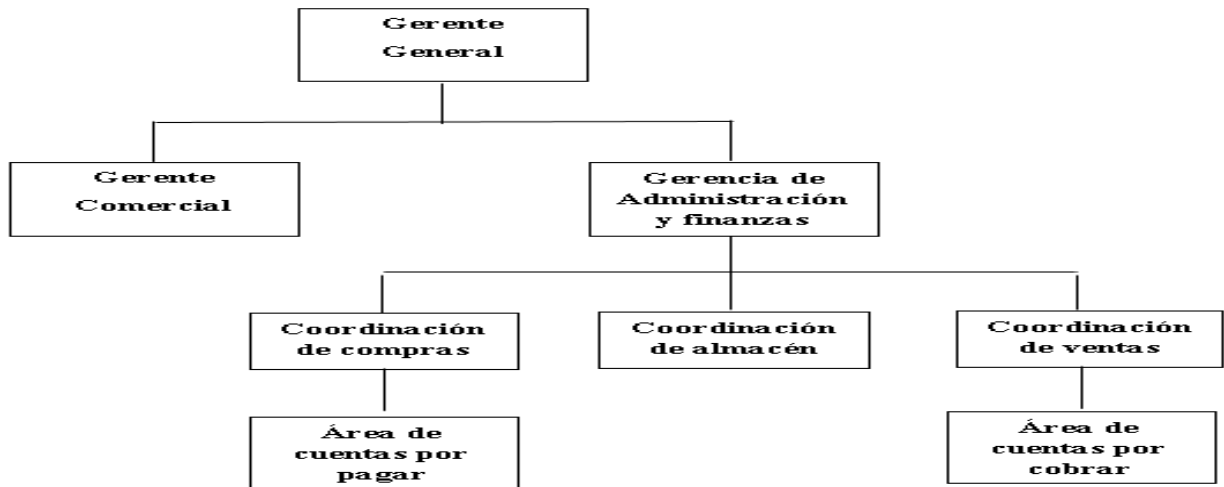 Gerente
General
Gerente
Comercial
Gerencia de
Administración
y finanzas
Coordinación
de compras
Coordinación
de almacén
Coordinación
de ventas
Área de
cuentas por
pagar
Área de
cuentas por
cobrar